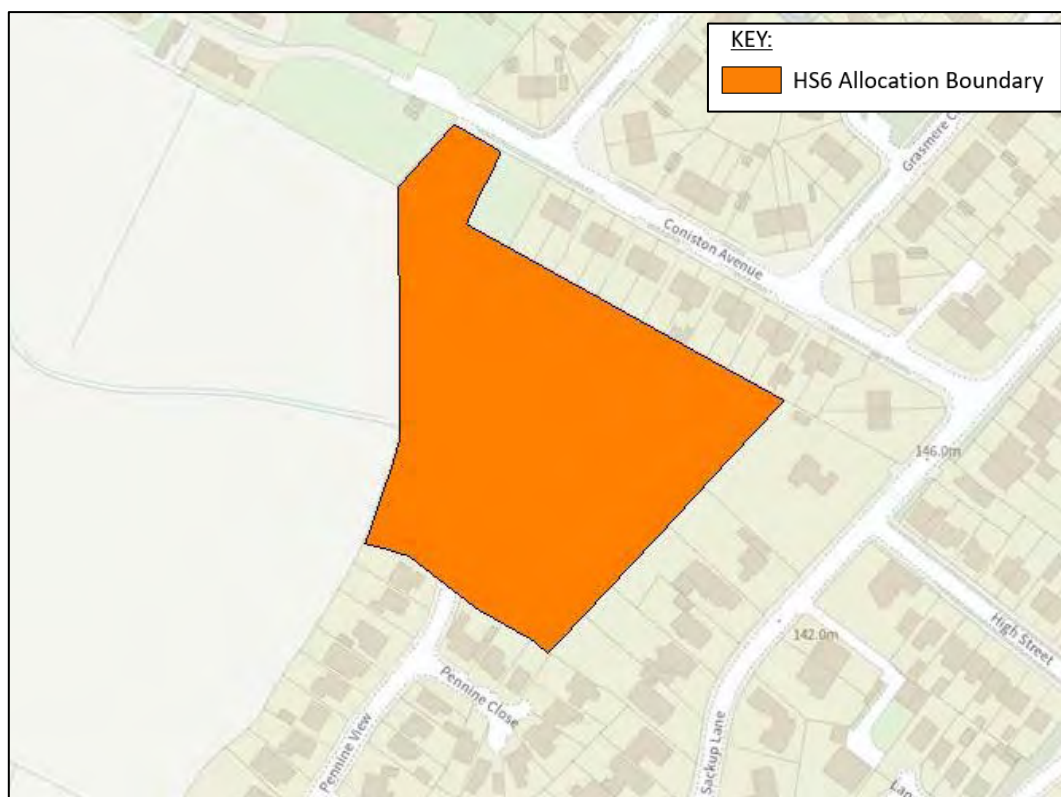 KEY:
HS6 Allocation Boundary
Grasmere C
Coniston Avenue
146.0m
High Street
142.0m
Pennine Close
Pennine View
Sackup Lane
Lan